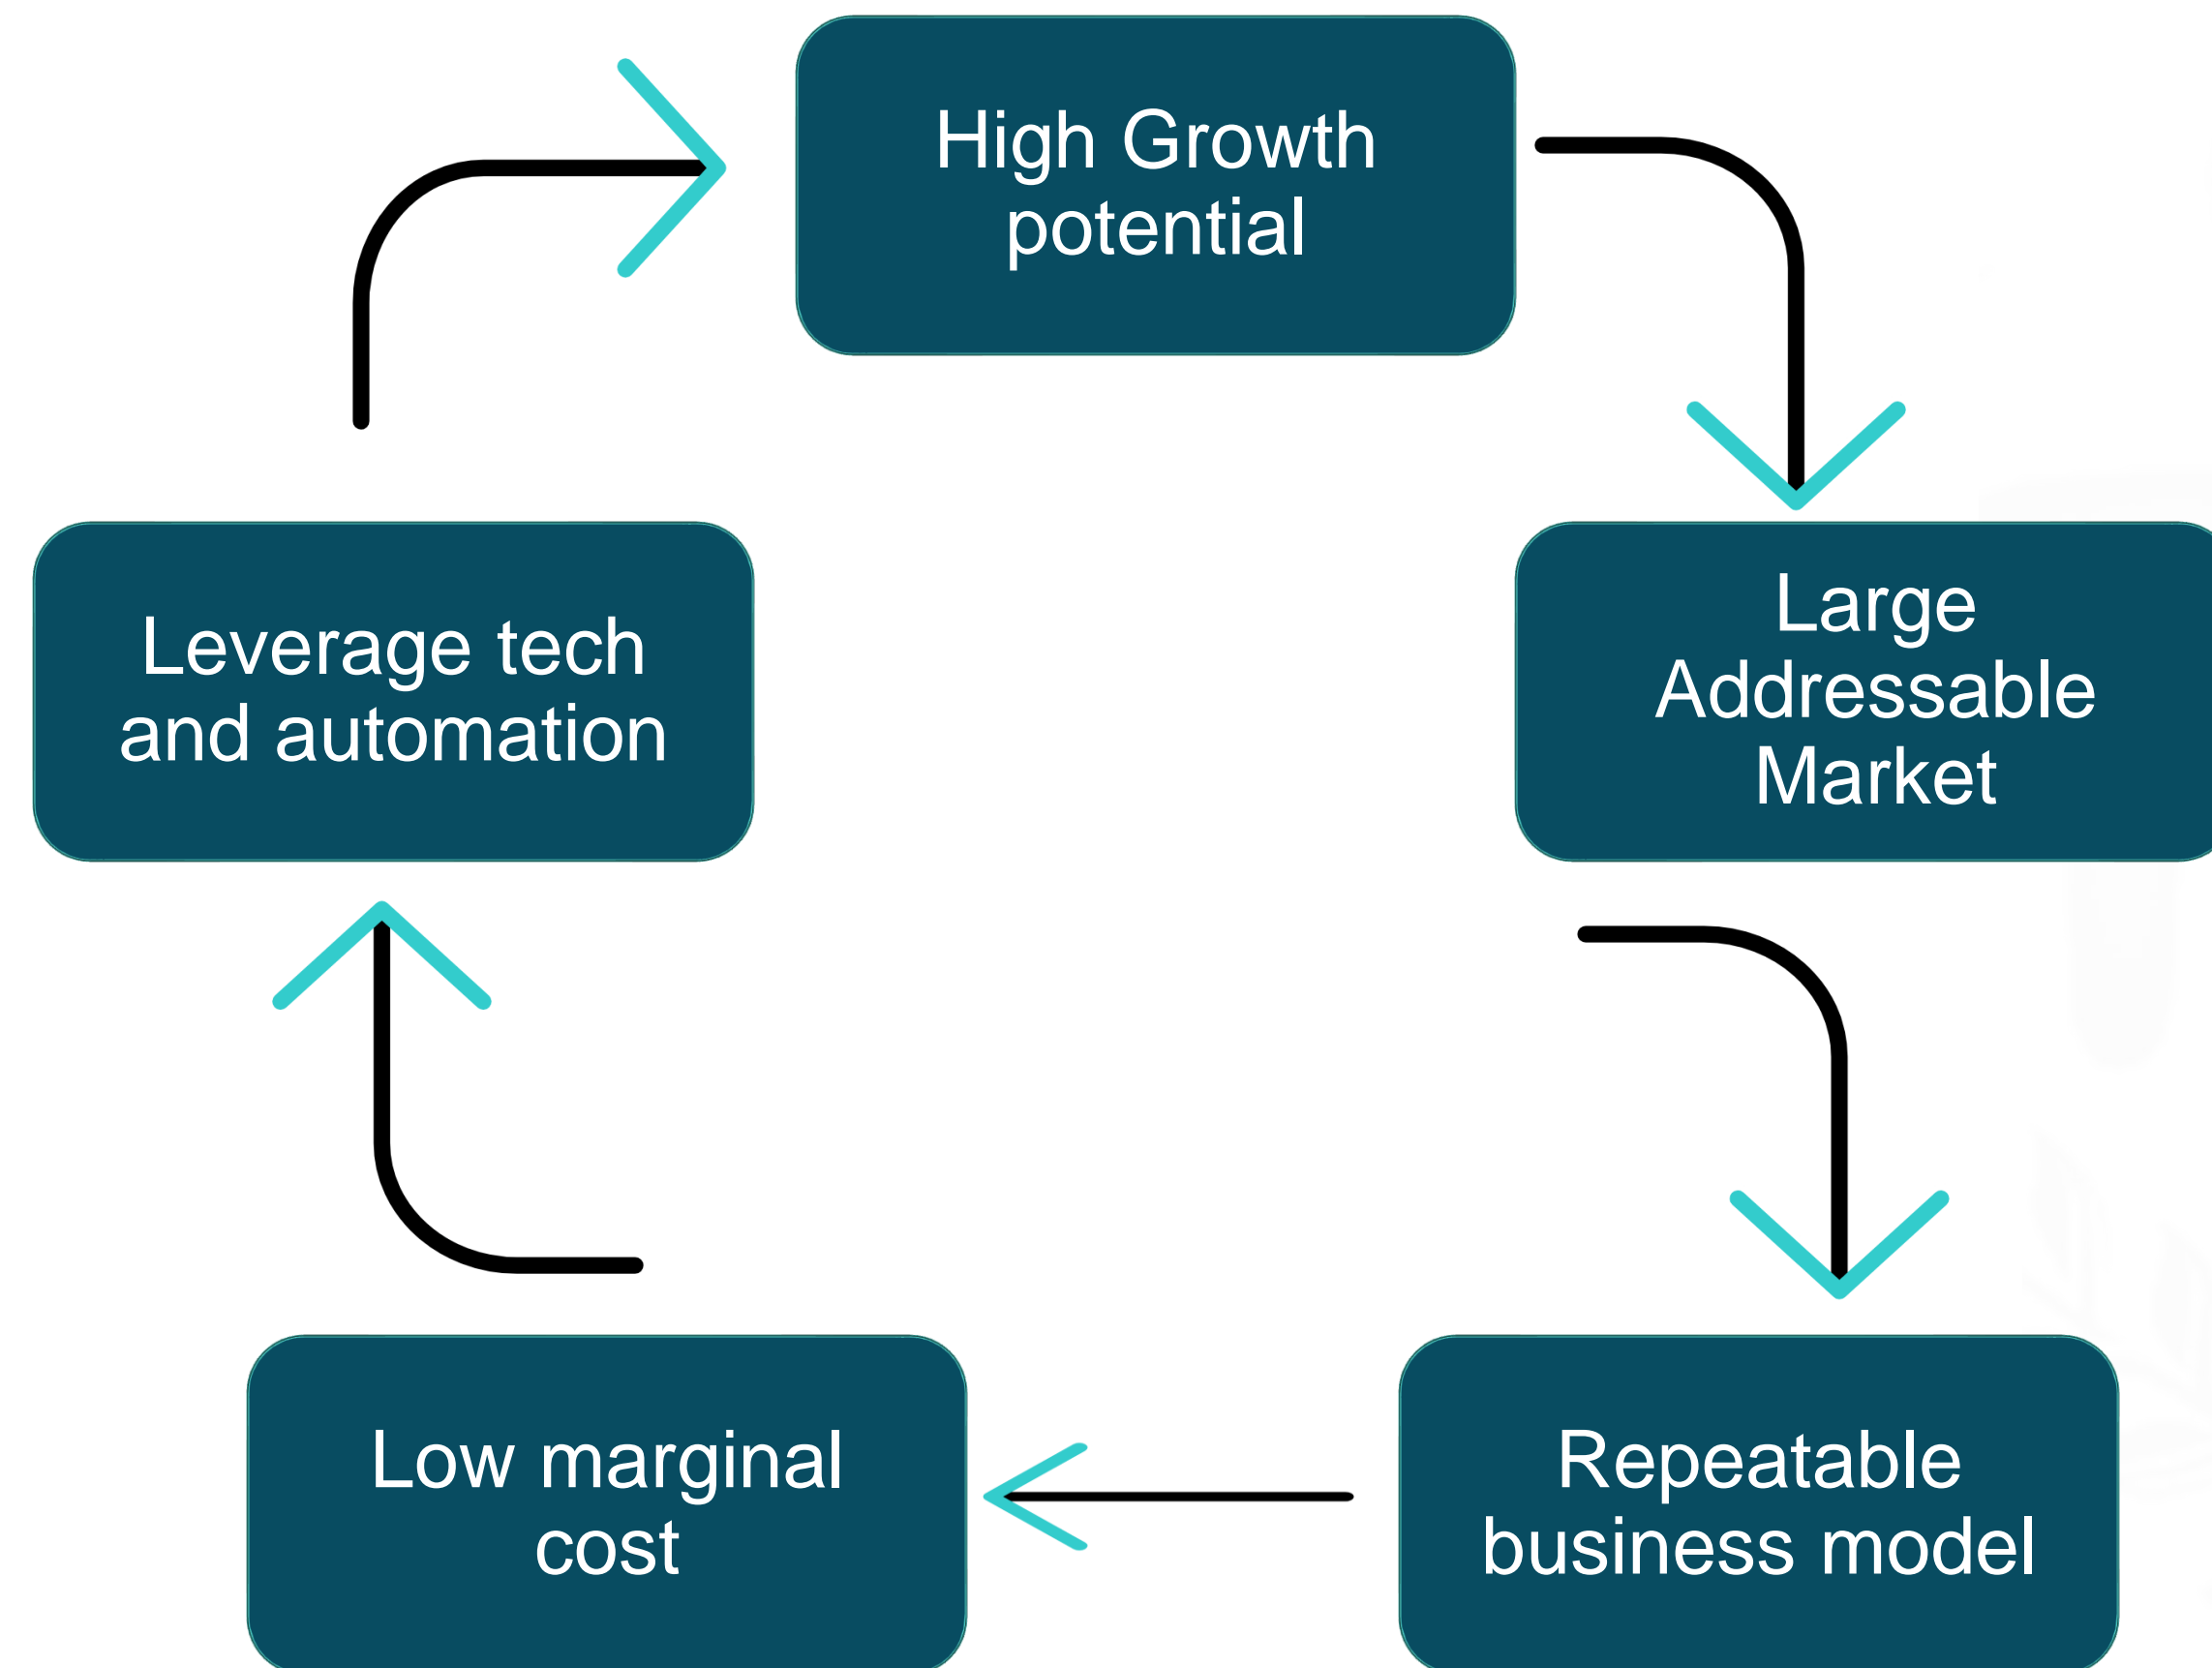 High Growth
potential
Large
Addressable
Market
Repeatable
business model
Low marginal
cost
Leverage tech
and automation